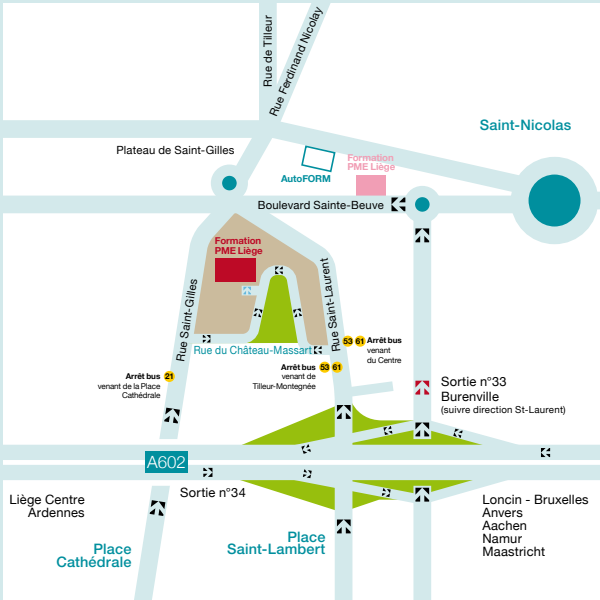 Rue de Tilleur
Rue Ferdinand Nicolay
Saint-Nicolas
Plateau de Saint-Gilles
Formation
PME Liège
AutoFORM
Boulevard Sainte-Beuve
Formation
PME Liège
Rue Saint-Gilles
Rue Saint-Laurent
Rue du Château-Massart
53 61 Arrêt bus
venant
du Centre
Arrêt bus 53 61
venant de
Tilleur-Montegnée
Arrêt bus 21
venant de la Place
Cathédrale
Sortie n°33
Burenville
(suivre direction St-Laurent)
A602
Sortie n°34
Liège Centre
Ardennes
Loncin - Bruxelles
Anvers
Aachen
Namur
Maastricht
Place
Saint-Lambert
Place
Cathédrale